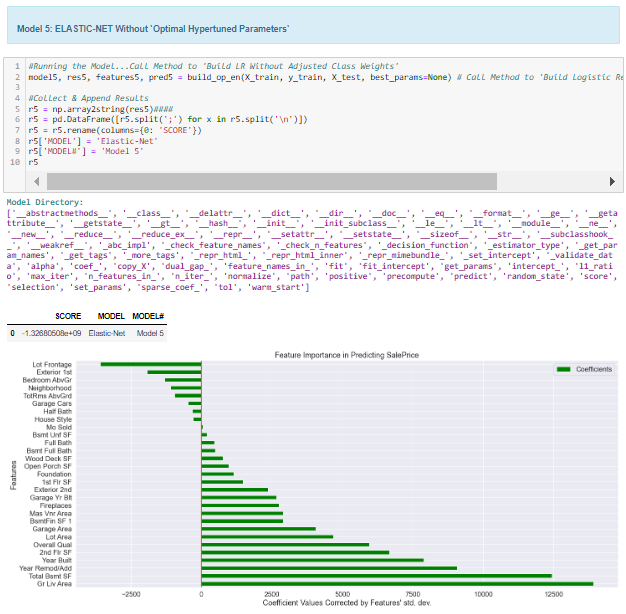 Model 5: ELASTIC-NET Without 'Optimal Hypertuned Parameters'
1 #Running the Model...Call Method to 'Build LR Without Adjusted Class Weights'
2 model5, res5, features5, pred5 = build_op_en(X_train, y_train, X_test, best_params=None) # Call Method to 'Build Logistic Re
3
4 #Collect & Append Results
5 r5 = np.array2string(res5)####
6 r5 = pd.DataFrame([r5.split(';') for x in r5.split('\n')])
7 r5 = r5.rename(columns={0: 'SCORE'})
8 r5['MODEL'] = 'Elastic-Net'
9 r5['MODEL#'] = 'Model 5'
10 r5
Model Directory:
['__abstractmethods__', '__class__', '__delattr__', '__dict__', '__dir__', '__doc__', '__eq__', '__format__', '__ge__', '__geta
ttribute__', '__getstate__', '__gt__', '__hash__', '__init__', '__init_subclass__', '__le__', '__lt__', '__module__', '__ne__',
'__new__', '__reduce__', '__reduce_ex__', '__repr__', '__setattr__', '__setstate__', '__sizeof__', '__str__', '__subclasshook_
_', '__weakref__', '_abc_impl', '_check_feature_names', '_check_n_features', '_decision_function', '_estimator_type', '_get_par
am_names', '_get_tags', '_more_tags', '_repr_html_', '_repr_html_inner', '_repr_mimebundle_', '_set_intercept', '_validate_dat
a', 'alpha', 'coef_', 'copy_X', 'dual_gap_', 'feature_names_in_', 'fit', 'fit_intercept', 'get_params', 'intercept_', 'l1_rati
o', 'max_iter', 'n_features_in_', 'n_iter_', 'normalize', 'path', 'positive', 'precompute', 'predict', 'random_state', 'score',
'selection', 'set_params', 'sparse_coef_', 'tol', 'warm_start']
SCORE MODEL MODEL#
0 -1.32680508e+09 Elastic-Net Model 5
Feature Importance in Predicting SalePrice
Coefficients
Features
Lot Frontage
Exterior 1st
Bedroom AbvGr
Neighborhood
TotRms AbvGrd
Garage Cars
Half Bath
House Style
Mo Sold
Bsmt Unf SF
Full Bath
Bsmt Full Bath
Wood Deck SF
Open Porch SF
Foundation
1st Flr SF
Exterior 2nd
Garage Yr Blt
Fireplaces
Mas Vnr Area
BsmtFin SF 1
Garage Area
Lot Area
Overall Qual
2nd Flr SF
Year Built
Year Remod/Add
Total Bsmt SF
Gr Liv Area
−2500 0 2500 5000 7500 10000 12500
Coefficient Values Corrected by Features' std. dev.